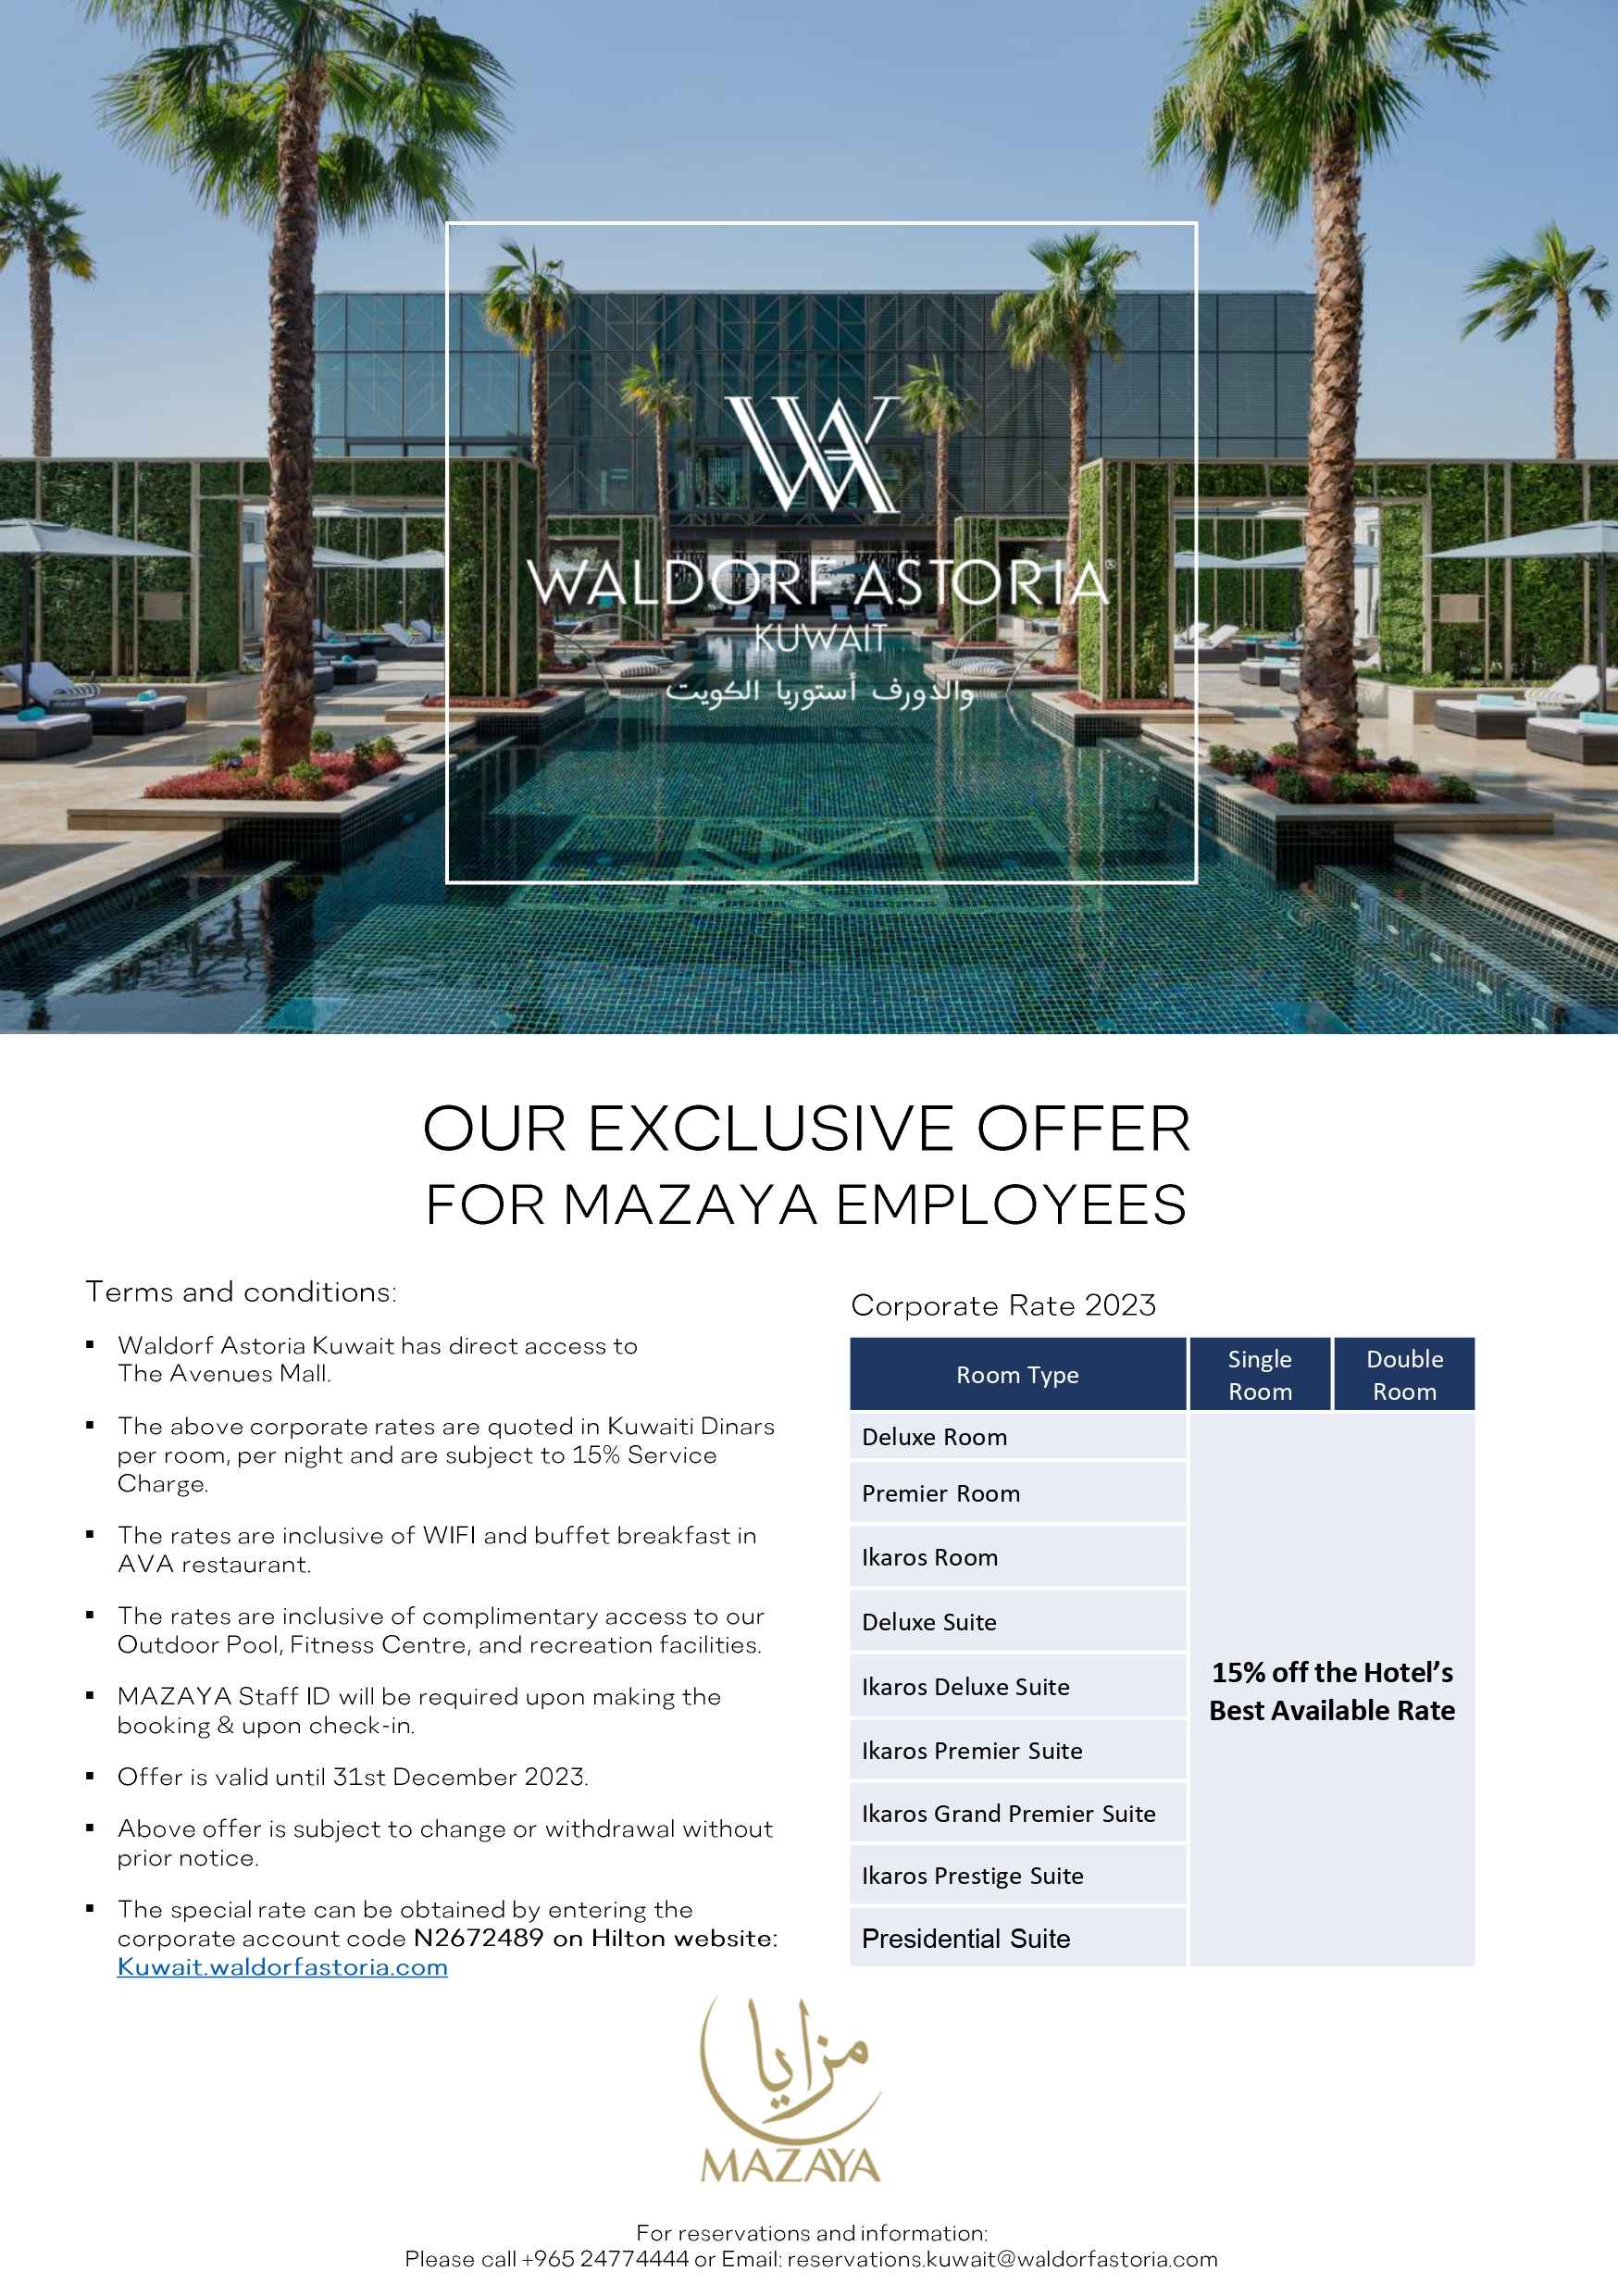 WA
WALDORF ASTORIA®
KUWAIT
والدورف أستوريا الكويت
OUR EXCLUSIVE OFFER
FOR MAZAYA EMPLOYEES
Terms and conditions:
▪ Waldorf Astoria Kuwait has direct access to
The Avenues Mall.
▪ The above corporate rates are quoted in Kuwaiti Dinars
per room, per night and are subject to 15% Service
Charge.
▪ The rates are inclusive of WIFI and buffet breakfast in
AVA restaurant.
▪ The rates are inclusive of complimentary access to our
Outdoor Pool, Fitness Centre, and recreation facilities.
▪ MAZAYA Staff ID will be required upon making the
booking & upon check-in.
▪ Offer is valid until 31st December 2023.
▪ Above offer is subject to change or withdrawal without
prior notice.
▪ The special rate can be obtained by entering the
corporate account code N2672489 on Hilton website:
Kuwait.waldorfastoria.com
Corporate Rate 2023
Room Type
Single
Room
Double
Room
Deluxe Room
Premier Room
Ikaros Room
Deluxe Suite
Ikaros Deluxe Suite
Ikaros Premier Suite
Ikaros Grand Premier Suite
Ikaros Prestige Suite
Presidential Suite
15% off the Hotel's
Best Available Rate
مزايا
MAZAYA
For reservations and information:
Please call +965 24774444 or Email: reservations.kuwait@waldorfastoria.com